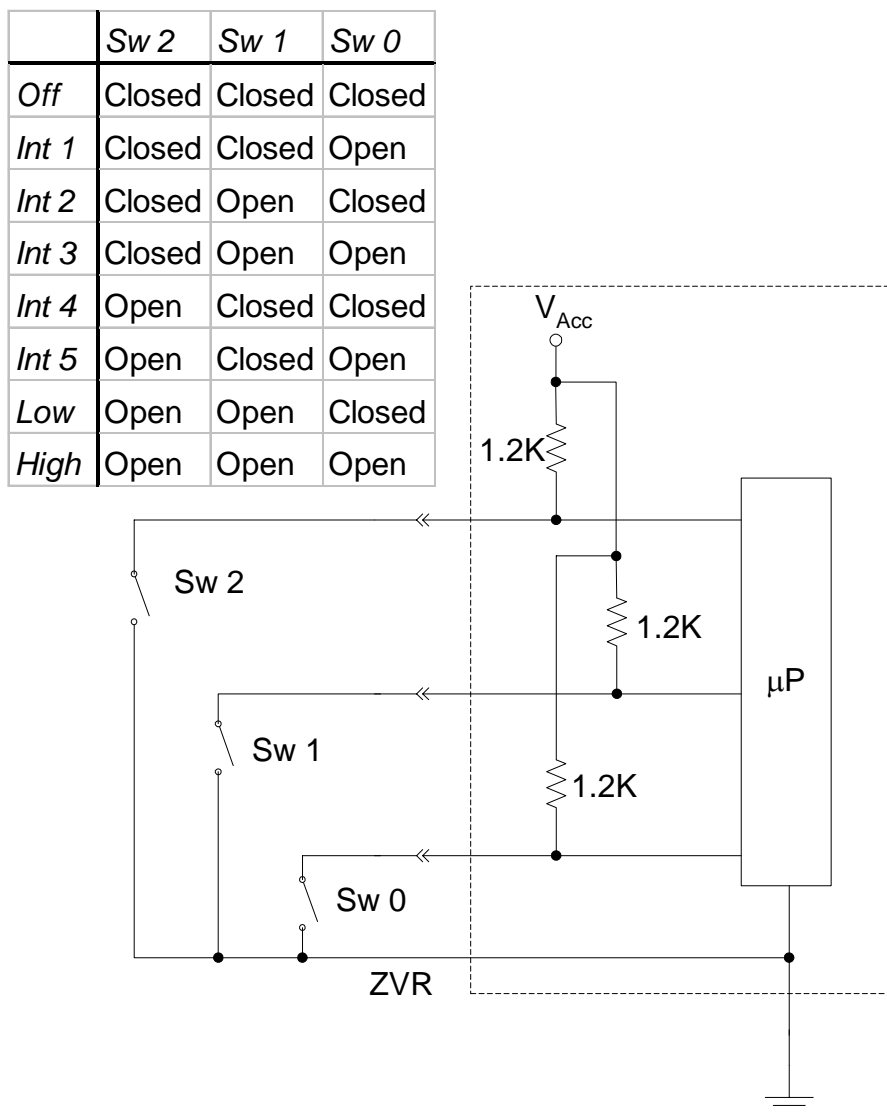 Sw 2 Sw 1 Sw 0
Off Closed Closed Closed
Int 1 Closed Closed Open
Int 2 Closed Open Closed
Int 3 Closed Open Open
Int 4 Open Closed Closed
Int 5 Open Closed Open
Low Open Open Closed
High Open Open Open
VAcc
1.2K
Sw 2
1.2K
μP
Sw 1
1.2K
Sw 0
ZVR